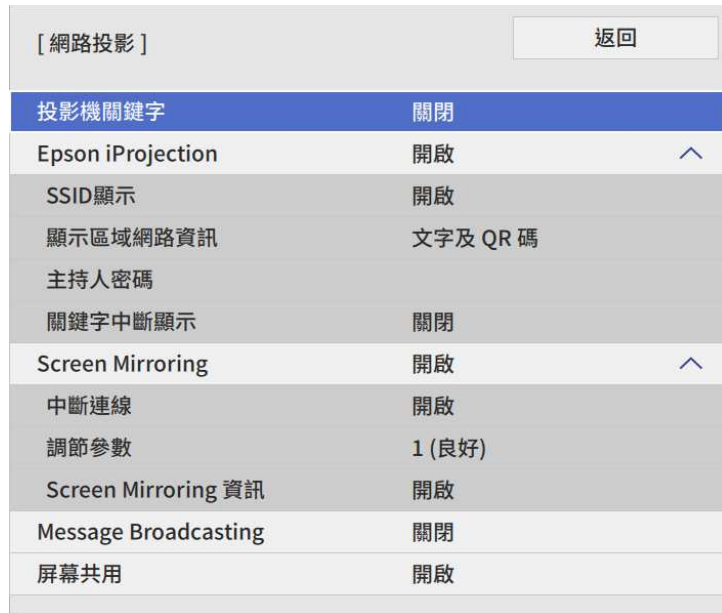 [ 網路投影 ] 返回
投影機關鍵字 關閉
Epson iProjection 開啟
SSID顯示 開啟
顯示區域網路資訊 文字及 QR 碼
主持人密碼
關鍵字中斷顯示 關閉
Screen Mirroring 開啟
中斷連線 開啟
調節參數 1 (良好)
Screen Mirroring 資訊 開啟
Message Broadcasting 關閉
屏幕共用 開啟